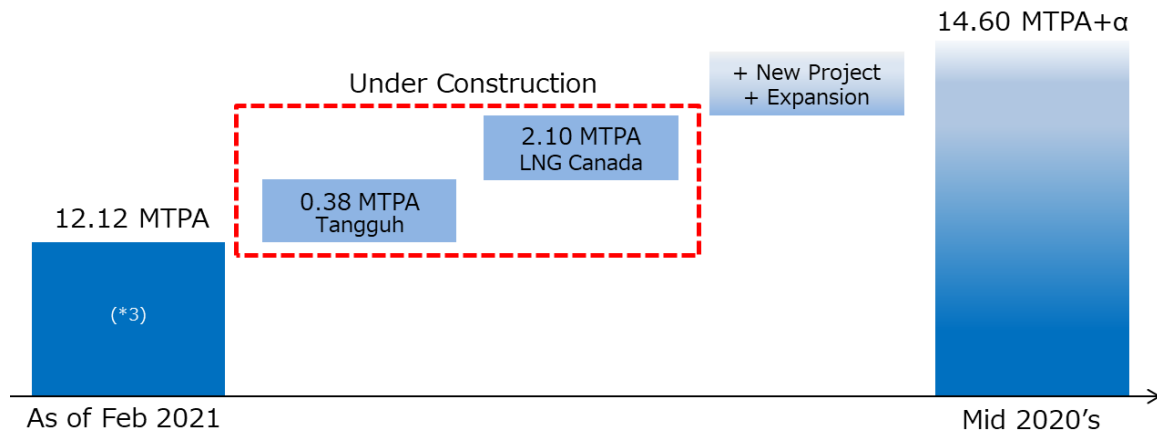 14.60 MTPA+α
+ New Project
+ Expansion
Under Construction
2.10 MTPA
LNG Canada
0.38 MTPA
Tangguh
12.12 MTPA
(*3)
As of Feb 2021
Mid 2020’s